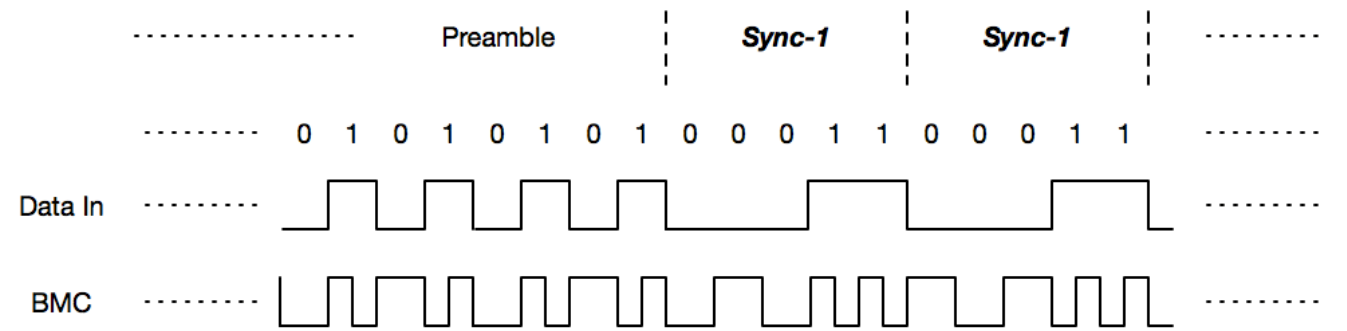 Preamble Sync-1 Sync-1
0 1 0 1 0 1 0 1 0 0 0 1 1 0 0 0 1 1
Data In
BMC